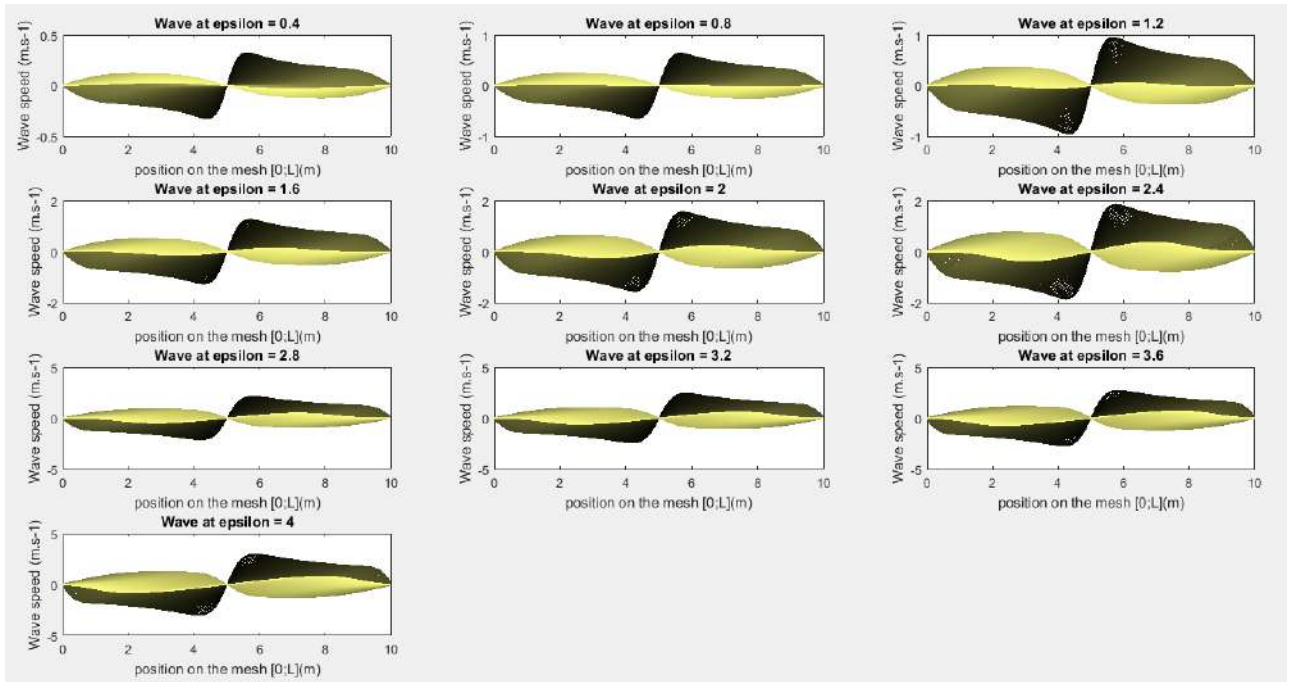 Wave at epsilon = 0.4
Wave speed (m.s-1)
0.5
0
-0.5
0 2 4 6 8 10
position on the mesh [0;L](m)
Wave at epsilon = 0.8
Wave speed (m.s-1)
1
0
-1
0 2 4 6 8 10
position on the mesh [0;L](m)
Wave at epsilon = 1.2
Wave speed (m.s-1)
1
0
-1
0 2 4 6 8 10
position on the mesh [0;L](m)
Wave at epsilon = 1.6
Wave speed (m.s-1)
2
0
-2
0 2 4 6 8 10
position on the mesh [0;L](m)
Wave at epsilon = 2
Wave speed (m.s-1)
2
0
-2
0 2 4 6 8 10
position on the mesh [0;L](m)
Wave at epsilon = 2.4
Wave speed (m.s-1)
2
0
-2
0 2 4 6 8 10
position on the mesh [0;L](m)
Wave at epsilon = 2.8
Wave speed (m.s-1)
5
0
-5
0 2 4 6 8 10
position on the mesh [0;L](m)
Wave at epsilon = 3.2
Wave speed (m.s-1)
5
0
-5
0 2 4 6 8 10
position on the mesh [0;L](m)
Wave at epsilon = 3.6
Wave speed (m.s-1)
5
0
-5
0 2 4 6 8 10
position on the mesh [0;L](m)
Wave at epsilon = 4
Wave speed (m.s-1)
5
0
-5
0 2 4 6 8 10
position on the mesh [0;L](m)